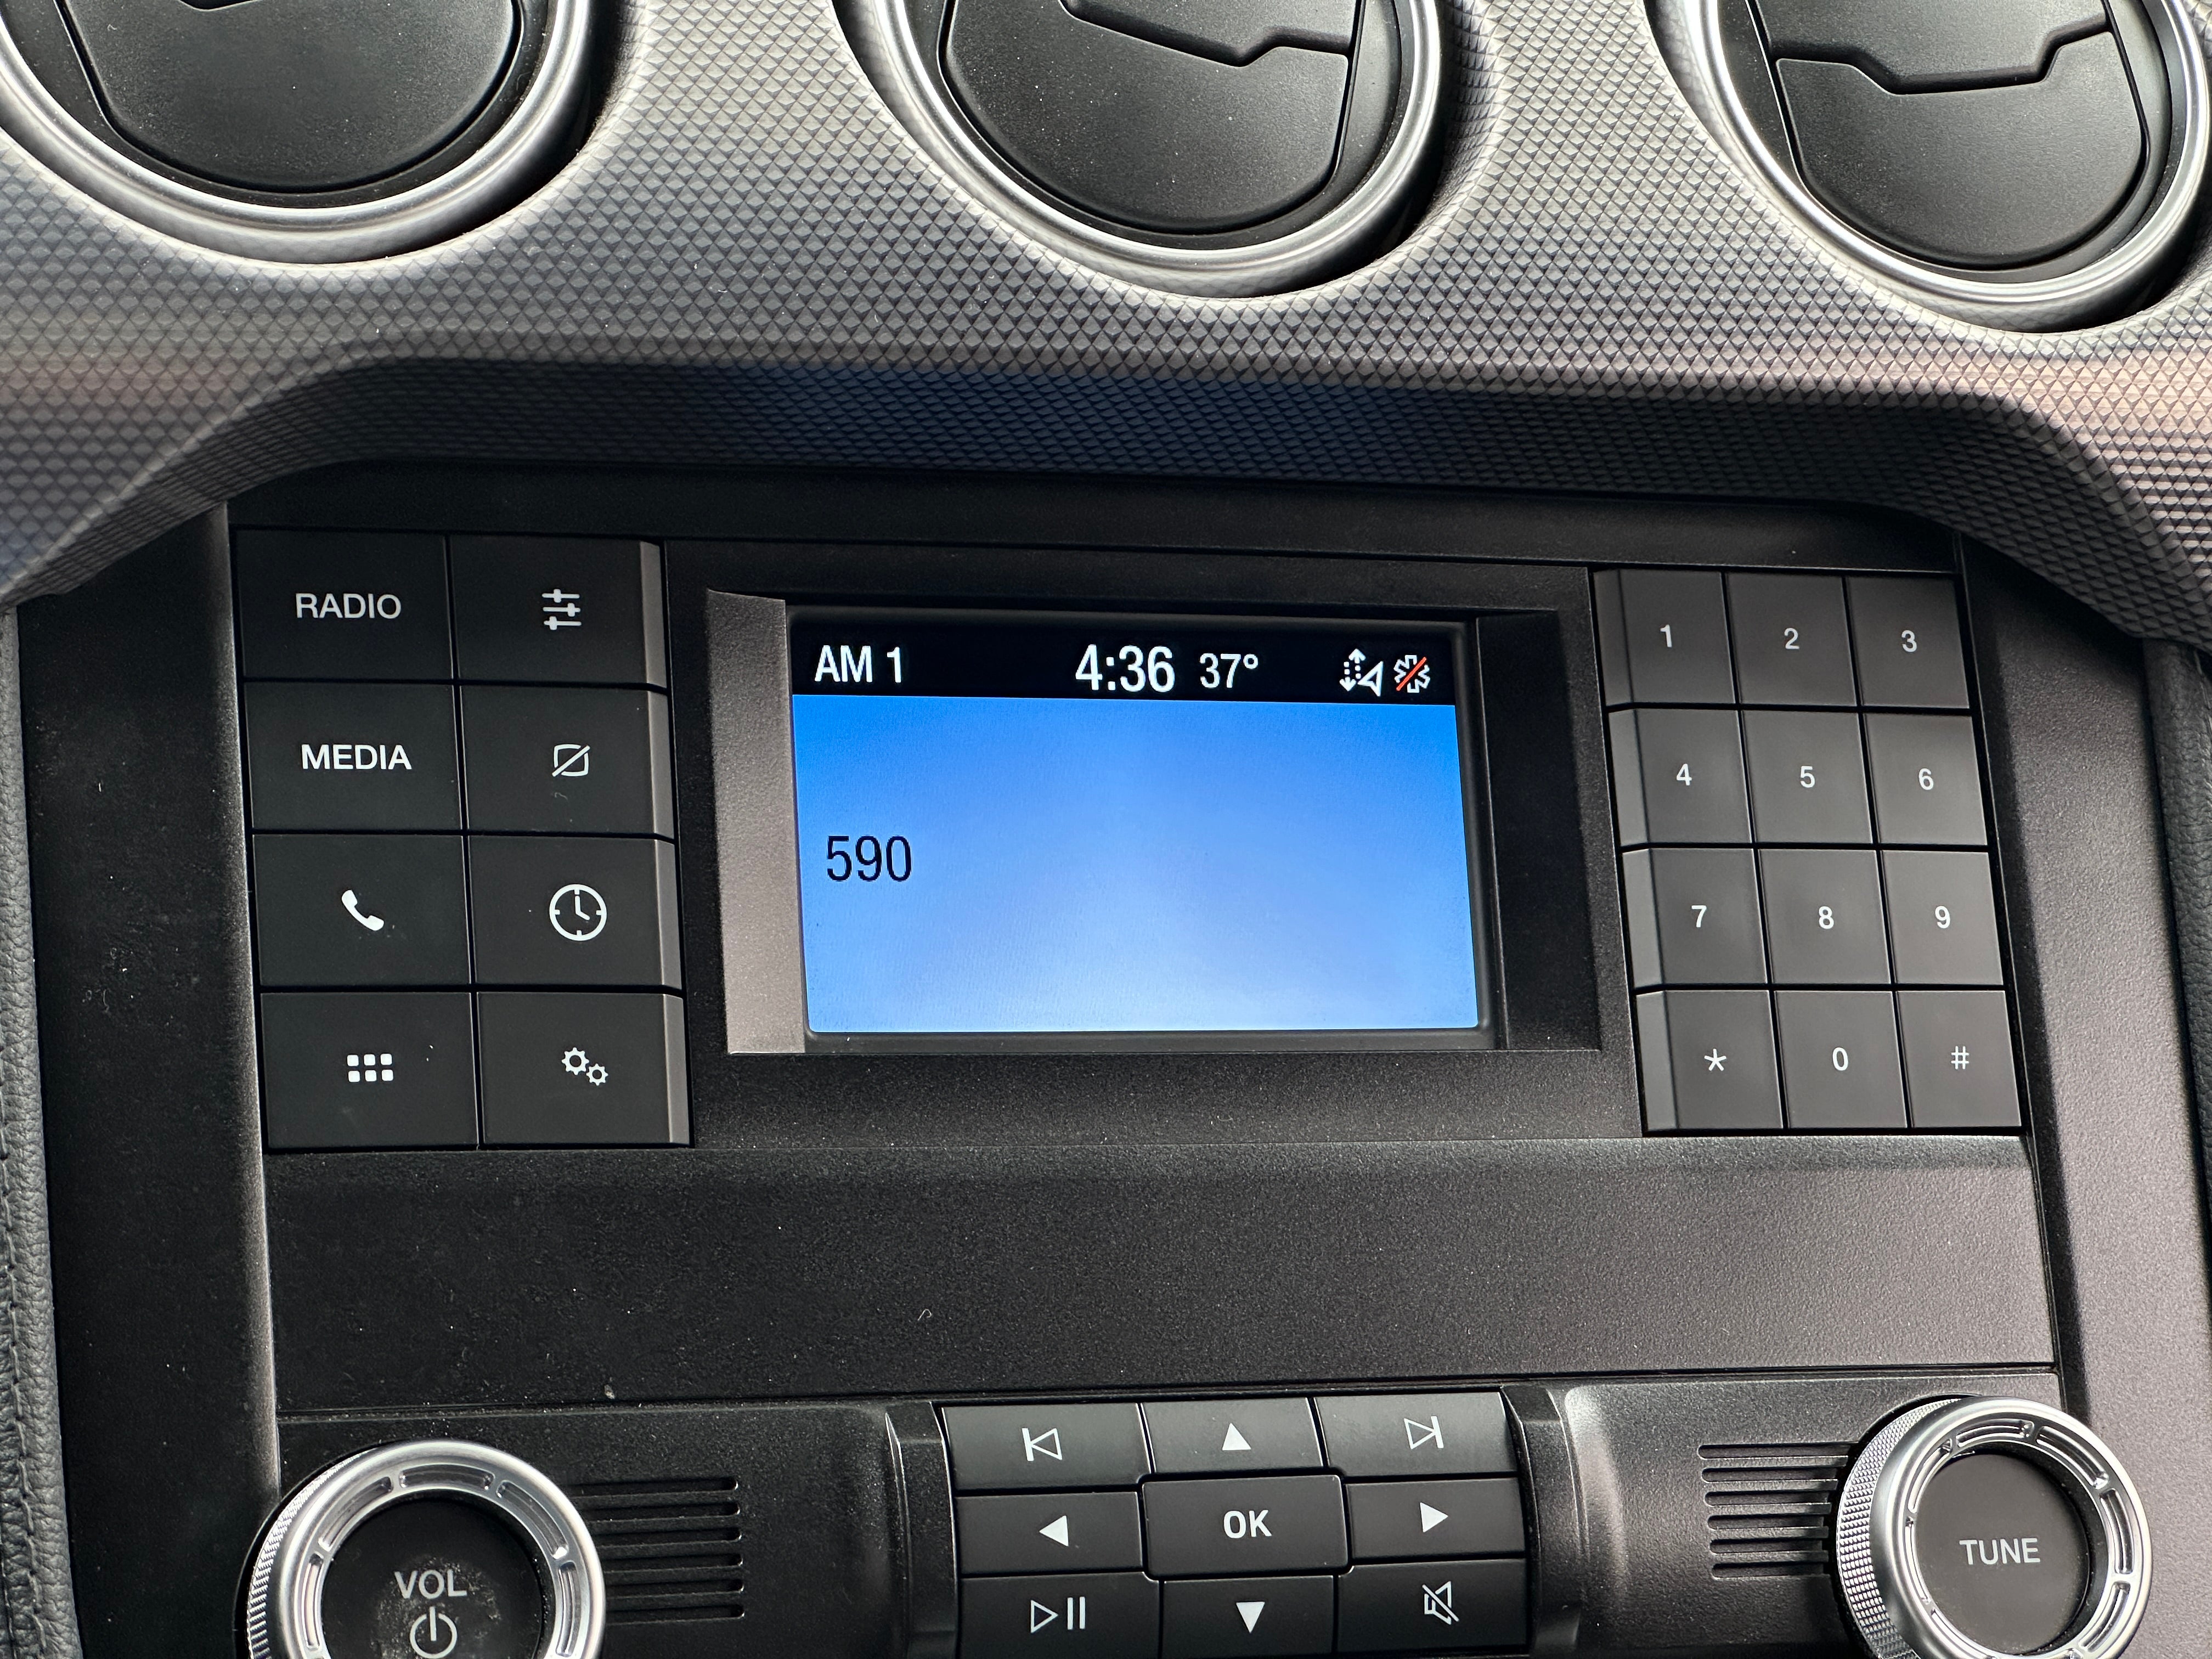 RADIO
MEDIA
AM 1 4:36 37°
590
1 2 3
4 5 6
7 8 9
* 0 #
VOL
OK
TUNE